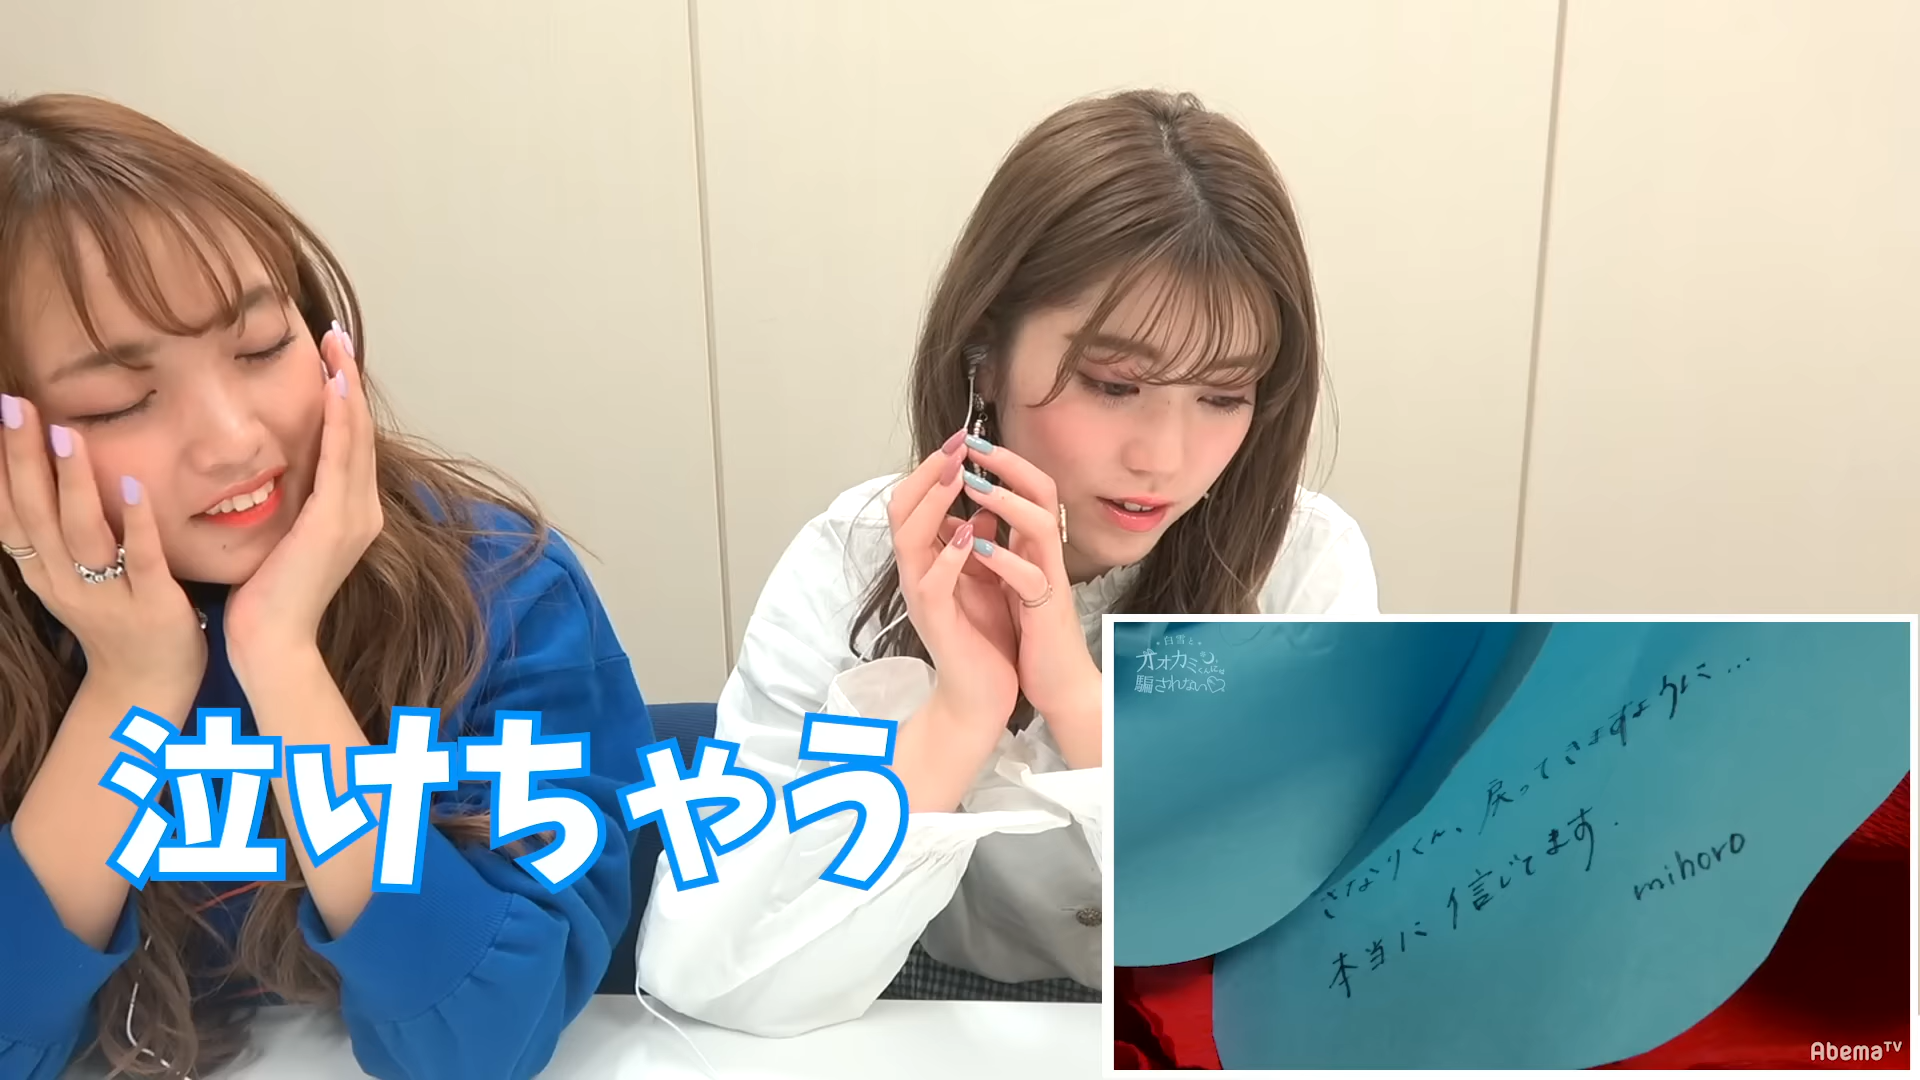 泣けちゃう
白雪と
オオカミくんには
騙されない
きなりくん、戻ってきますように…
本当に信じてます.
mihoro
AbemaTV